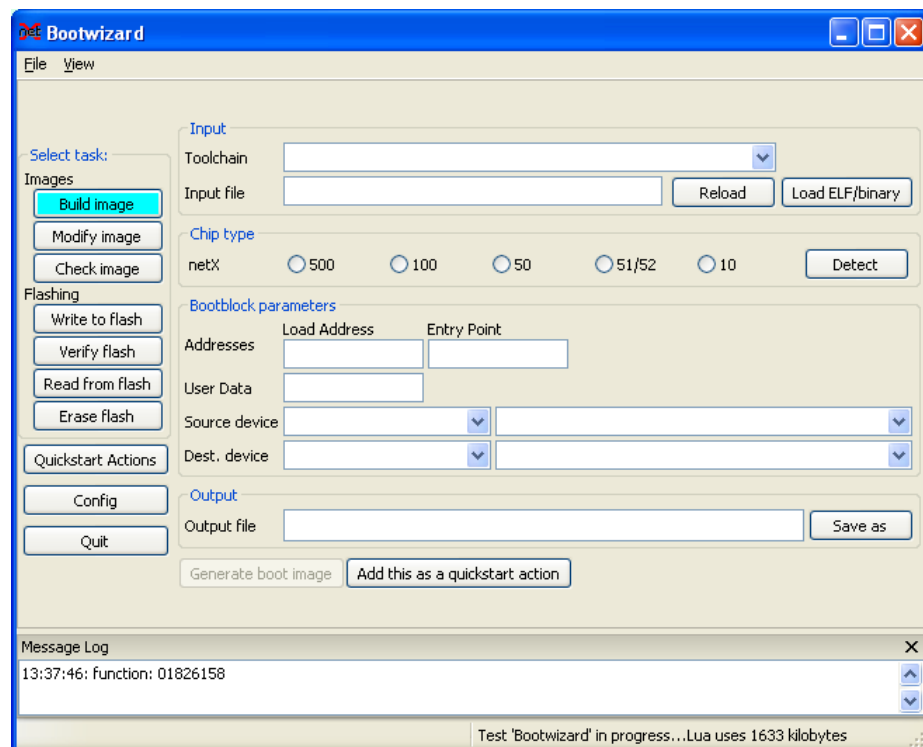 net Bootwizard
File View
Select task:
Images
Build image
Modify image
Check image
Flashing
Write to flash
Verify flash
Read from flash
Erase flash
Quickstart Actions
Config
Quit
Input
Toolchain
Input file Reload Load ELF/binary
Chip type
netX 500 100 50 51/52 10 Detect
Bootblock parameters
Load Address Entry Point
Addresses
User Data
Source device
Dest. device
Output
Output file Save as
Generate boot image Add this as a quickstart action
Message Log
13:37:46: function: 01826158
Test 'Bootwizard' in progress...Lua uses 1633 kilobytes